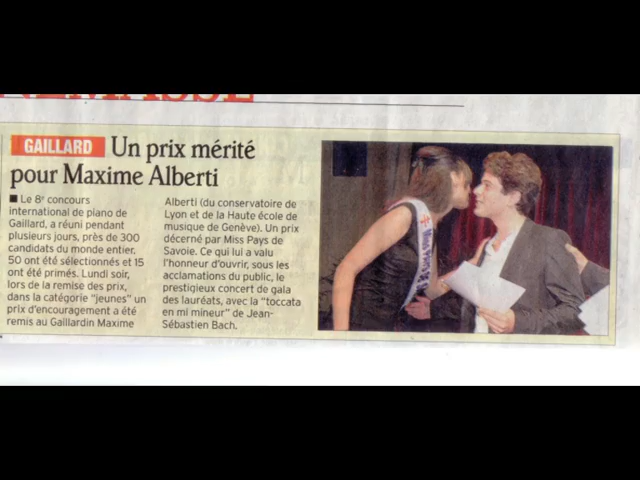 GAILLARD Un prix mérité
pour Maxime Alberti
■ Le 8e concours
international de piano de
Gaillard, a réuni pendant
plusieurs jours, près de 300
candidats du monde entier.
50 ont été sélectionnés et 15
ont été primés. Lundi soir,
lors de la remise des prix,
dans la catégorie "jeunes" un
prix d'encouragement a été
remis au Gaillardin Maxime
Alberti (du conservatoire de
Lyon et de la Haute école de
musique de Genève). Un prix
décerné par Miss Pays de
Savoie. Ce qui lui a valu
l'honneur d'ouvrir, sous les
acclamations du public, le
prestigieux concert de gala
des lauréats, avec la "toccata
en mi mineur" de Jean-
Sébastien Bach.